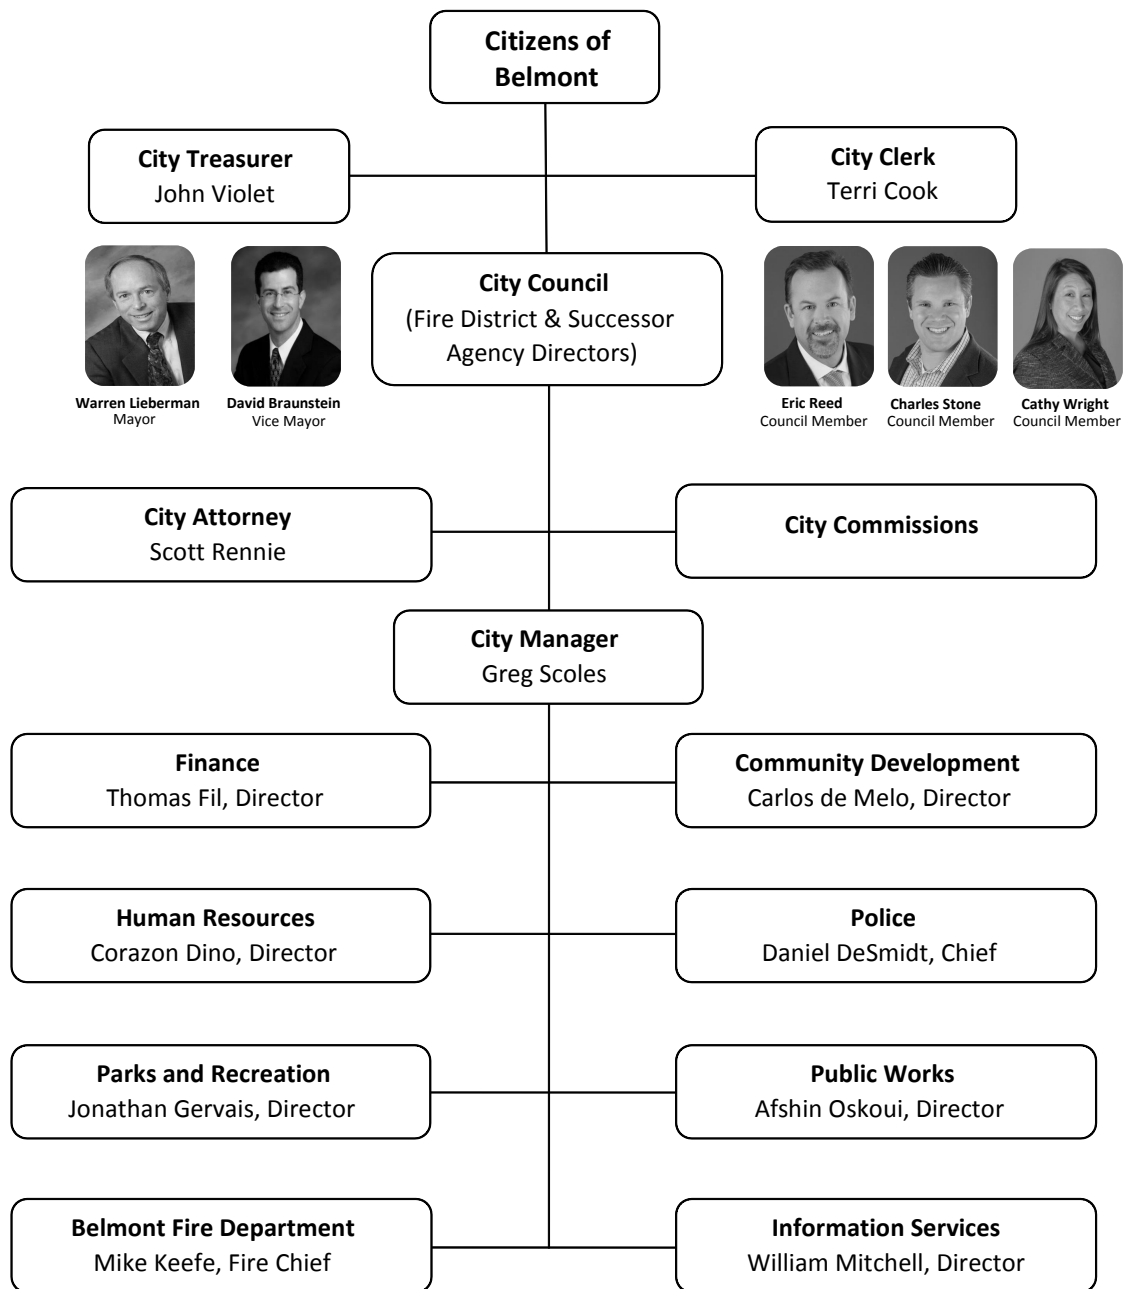 Citizens of
Belmont
City Treasurer
John Violet
City Clerk
Terri Cook
City Council
(Fire District & Successor
Agency Directors)
Warren Lieberman
Mayor
David Braunstein
Vice Mayor
Eric Reed
Council Member
Charles Stone
Council Member
Cathy Wright
Council Member
City Attorney
Scott Rennie
City Commissions
City Manager
Greg Scoles
Finance
Thomas Fil, Director
Community Development
Carlos de Melo, Director
Human Resources
Corazon Dino, Director
Police
Daniel DeSmidt, Chief
Parks and Recreation
Jonathan Gervais, Director
Public Works
Afshin Oskoui, Director
Belmont Fire Department
Mike Keefe, Fire Chief
Information Services
William Mitchell, Director